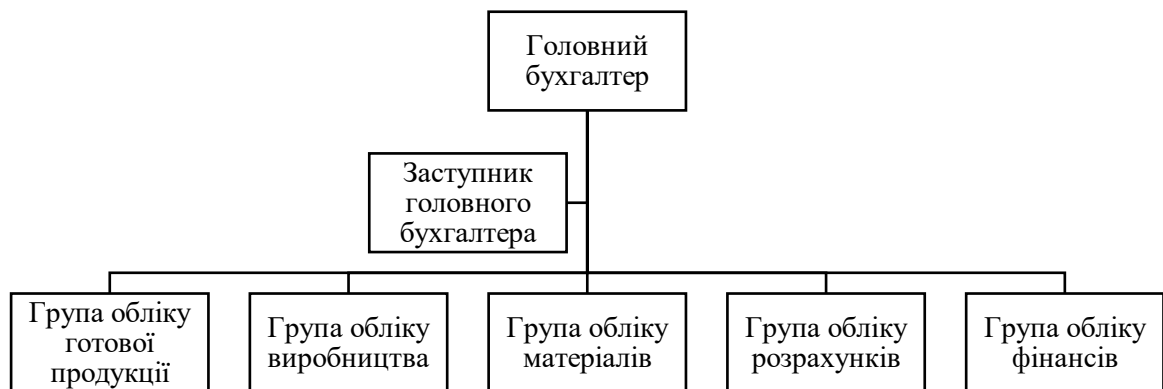 Головний
бухгалтер
Заступник
головного
бухгалтера
Група обліку
готової
продукції
Група обліку
виробництва
Група обліку
матеріалів
Група обліку
розрахунків
Група обліку
фінансів